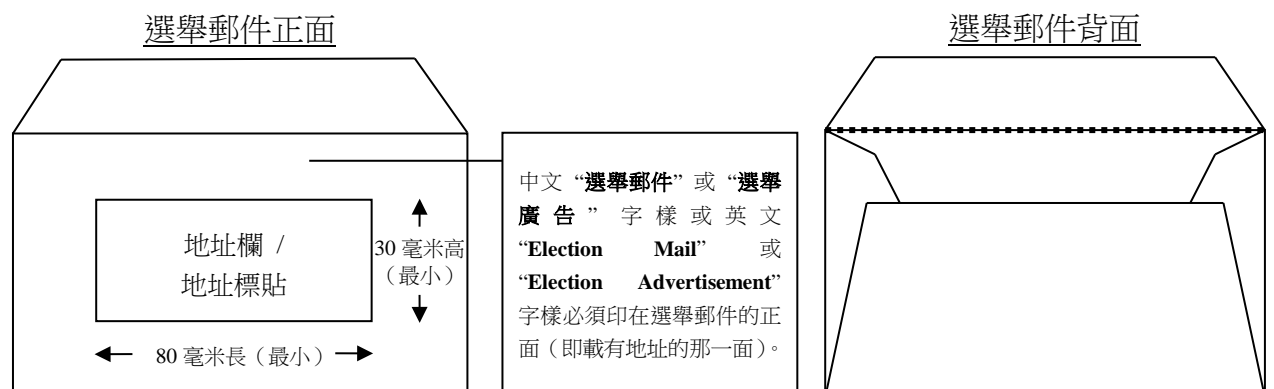 選舉郵件正面
選舉郵件背面
中文 “選舉郵件” 或 “選舉
廣告” 字樣或英文
“Election Mail” 或
“Election Advertisement”
字樣必須印在選舉郵件的正
面（即載有地址的那一面）。
地址欄 /
地址標貼
30 毫米高
（最小）
80 毫米長（最小）